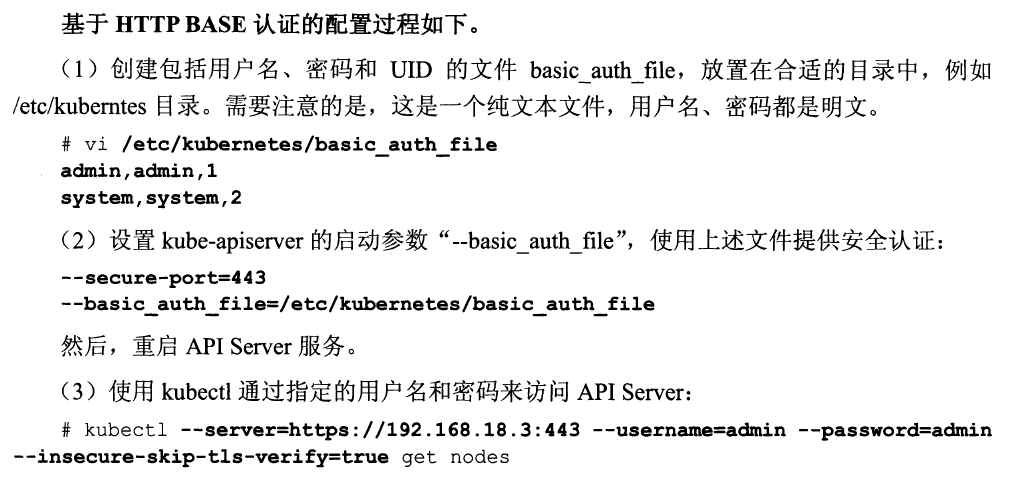 基于 HTTP BASE 认证的配置过程如下。
（1）创建包括用户名、密码和 UID 的文件 basic_auth_file，放置在合适的目录中，例如
/etc/kuberntes 目录。需要注意的是，这是一个纯文本文件，用户名、密码都是明文。
# vi /etc/kubernetes/basic_auth_file
admin,admin,1
system,system,2
（2）设置 kube-apiserver 的启动参数“--basic_auth_file”，使用上述文件提供安全认证：
--secure-port=443
--basic_auth_file=/etc/kubernetes/basic_auth_file
然后，重启 API Server 服务。
（3）使用 kubectl 通过指定的用户名和密码来访问 API Server：
# kubectl --server=https://192.168.18.3:443 --username=admin --password=admin
--insecure-skip-tls-verify=true get nodes